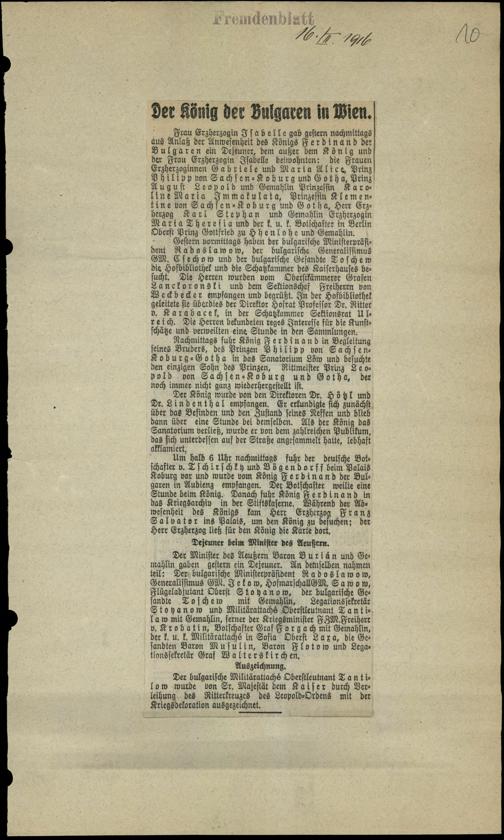 Fremdenblatt
16. II. 1916
10
Der König der Bulgaren in Wien.
Frau Erzherzogin Isabelle gab gestern nachmittags
aus Anlaß der Anwesenheit des Königs Ferdinand der
Bulgaren ein Dejeuner, dem außer dem König und
der Frau Erzherzogin Isabelle beiwohnten: die Frauen
Erzherzoginnen Gabriele und Maria Alice, Prinz
Philipp von Sachsen-Koburg und Gotha, Prinz
August Leopold und Gemahlin Prinzessin Karo-
line Maria Immakulata, Prinzessin Klemen-
tine von Sachsen-Koburg und Gotha, Herr Erz-
herzog Karl Stephan und Gemahlin Erzherzogin
Maria Theresia und der k. u. k. Botschafter in Berlin
Oberst Prinz Gottfried zu Hohenlohe und Gemahlin.
Gestern vormittags haben der bulgarische Ministerpräsi-
dent Radoslawow, der bulgarische Generalissimus
GM. Csechow und der bulgarische Gesandte Toschew
die Hofbibliothek und die Schatzkammer des Kaiserhauses be-
sucht. Die Herren wurden vom Oberstkämmerer Grafen
Lanckoronski und dem Sektionschef Freiherrn von
Weckbecker empfangen und begrüßt. In der Hofbibliothek
geleitete sie überdies der Direktor Hofrat Professor Dr. Ritter
v. Karabacek, in der Schatzkammer Sektionsrat Ul-
reich. Die Herren bekundeten reges Interesse für die Kunst-
schätze und verweilten eine Stunde in den Sammlungen.
Nachmittags fuhr König Ferdinand in Begleitung
seines Bruders, des Prinzen Philipp von Sachsen-
Koburg-Gotha in das Sanatorium Löw und besuchte
den einzigen Sohn des Prinzen, Rittmeister Prinz Leo-
pold von Sachsen-Koburg und Gotha, der
noch immer nicht ganz wiederhergestellt ist.
Der König wurde von den Direktoren Dr. Hötzl und
Dr. Lindenthal empfangen. Er erkundigte sich zunächst
über das Befinden und den Zustand seines Neffen und blieb
dann über eine Stunde bei demselben. Als der König das
Sanatorium verließ, wurde er von dem zahlreichen Publikum,
das sich unterdessen auf der Straße angesammelt hatte, lebhaft
akklamiert.
Um halb 6 Uhr nachmittags fuhr der deutsche Bot-
schafter v. Tschirschky und Bögendorff beim Palais
Koburg vor und wurde vom König Ferdinand der Bul-
garen in Audienz empfangen. Der Botschafter weilte eine
Stunde beim König. Danach fuhr König Ferdinand in
das Kriegsarchiv in der Stiftskaserne. Während der Ab-
wesenheit des Königs kam Herr Erzherzog Franz
Salvator ins Palais, um den König zu besuchen; der
Herr Erzherzog ließ für den König die Karte dort.
Dejeuner beim Minister des Aeußern.
Der Minister des Aeußern Baron Burián und Ge-
mahlin gaben gestern ein Dejeuner. An demselben nahmen
teil: Der bulgarische Ministerpräsident Radoslawow,
Generalissimus GM. Jekow, Hofmarschall GM. Sawow,
Flügeladjutant Oberst Stoyanow, der bulgarische Ge-
sandte Toschew mit Gemahlin, Legationssekretär
Stoyanow und Militärattaché Oberstleutnant Tanti-
law mit Gemahlin, ferner der Kriegsminister FZM. Freiherr
v. Krobatin, Botschafter Graf Forgach mit Gemahlin,
der k. u. k. Militärattaché in Sofia Oberst Laxa, die Ge-
sandten Baron Musulin, Baron Flotow und Lega-
tionssekretär Graf Walterskirchen.
Auszeichnung.
Der bulgarische Militärattaché Oberstleutnant Tanti-
low wurde von Sr. Majestät dem Kaiser durch Ver-
leihung des Ritterkreuzes des Leopold-Ordens mit der
Kriegsdekoration ausgezeichnet.